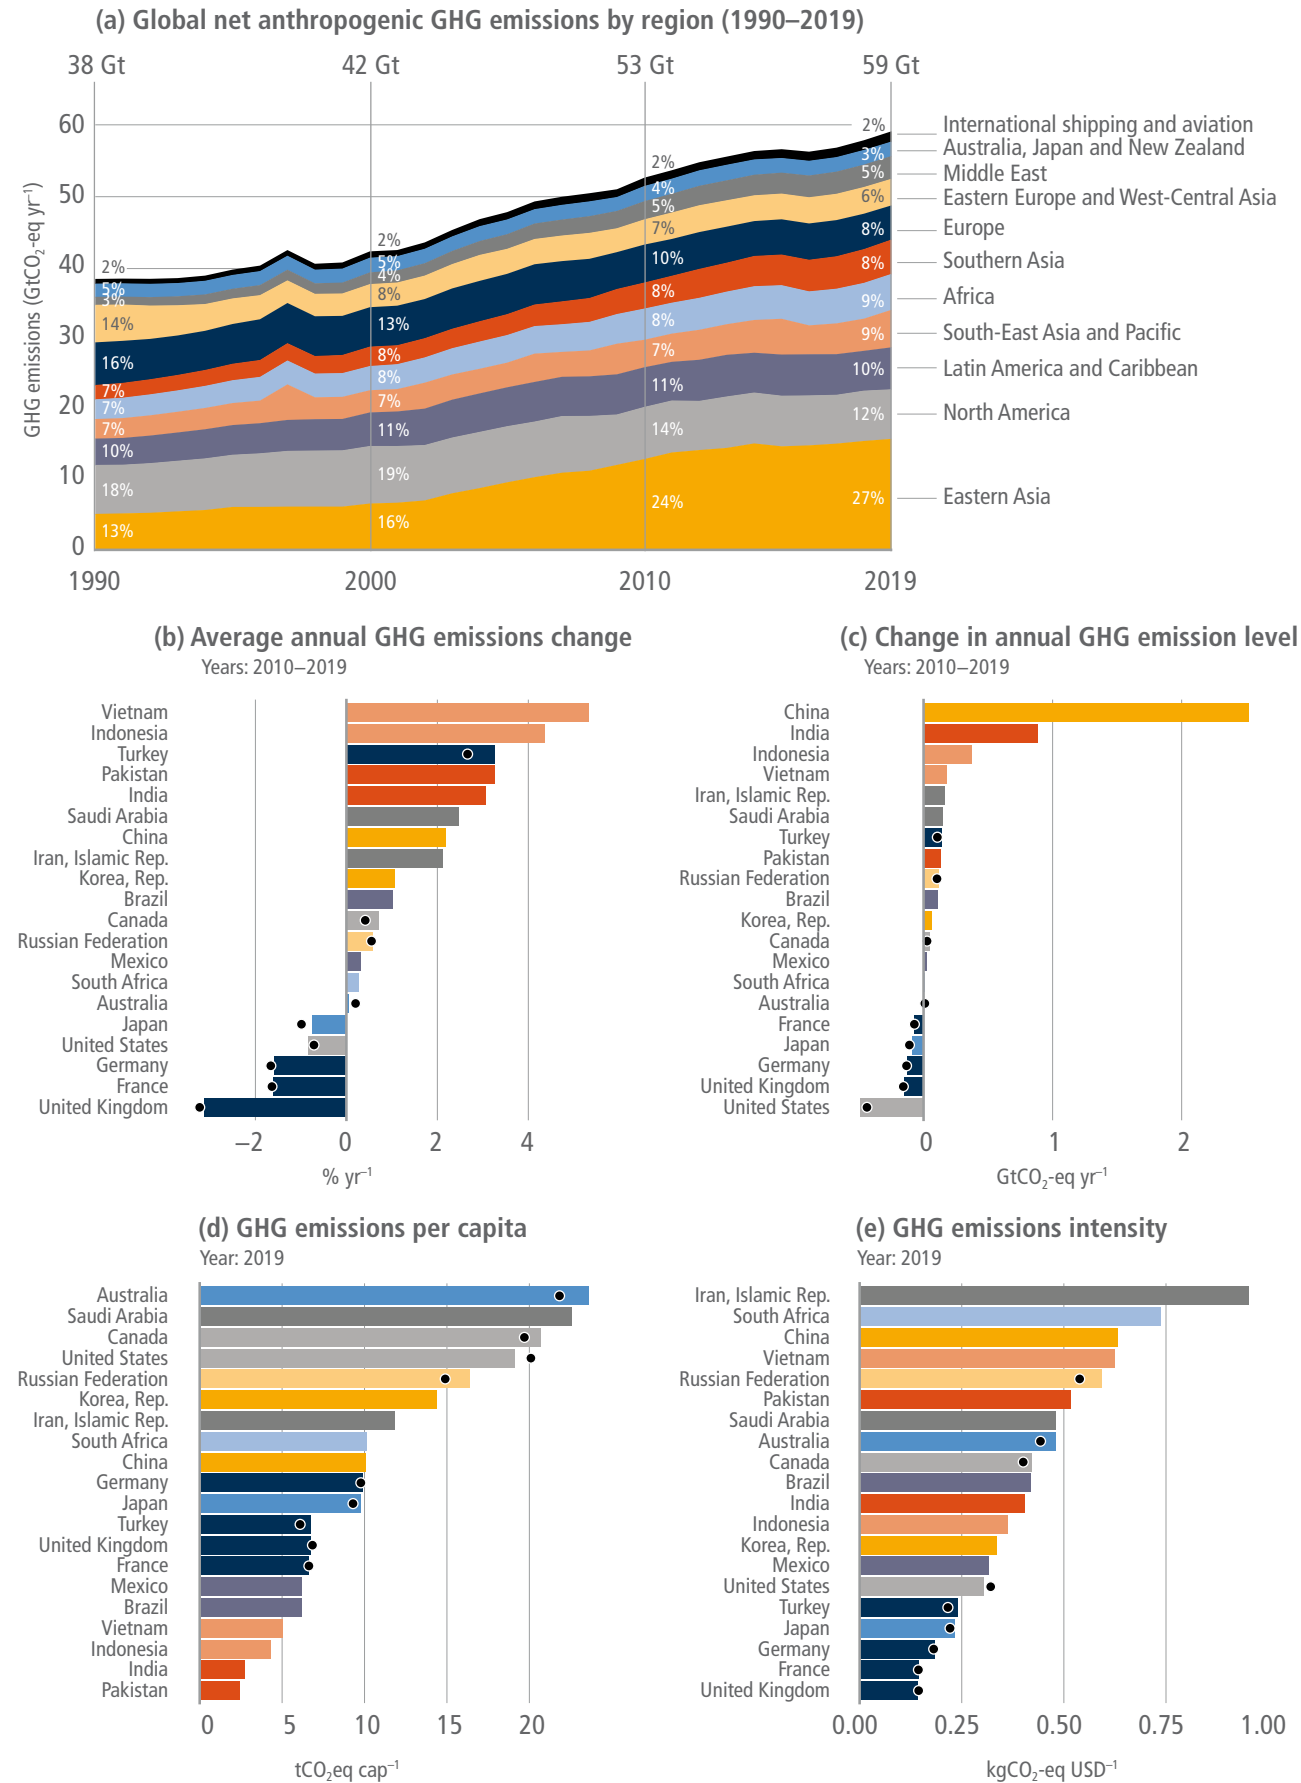 (a) Global net anthropogenic GHG emissions by region (1990–2019)
38 Gt 42 Gt 53 Gt 59 Gt
GHG emissions (GtCO₂-eq yr⁻¹)
60
50
40
30
20
10
0
2%
5%
3%
14%
16%
7%
7%
7%
10%
18%
13%
2%
5%
4%
8%
13%
8%
8%
7%
11%
19%
16%
2%
4%
5%
7%
10%
8%
8%
7%
11%
14%
24%
2%
3%
5%
6%
8%
8%
9%
9%
10%
12%
27%
International shipping and aviation
Australia, Japan and New Zealand
Middle East
Eastern Europe and West-Central Asia
Europe
Southern Asia
Africa
South-East Asia and Pacific
Latin America and Caribbean
North America
Eastern Asia
1990 2000 2010 2019
(b) Average annual GHG emissions change
Years: 2010–2019
Vietnam
Indonesia
Turkey
Pakistan
India
Saudi Arabia
China
Iran, Islamic Rep.
Korea, Rep.
Brazil
Canada
Russian Federation
Mexico
South Africa
Australia
Japan
United States
Germany
France
United Kingdom
−2 0 2 4
% yr⁻¹
(c) Change in annual GHG emission level
Years: 2010–2019
China
India
Indonesia
Vietnam
Iran, Islamic Rep.
Saudi Arabia
Turkey
Pakistan
Russian Federation
Brazil
Korea, Rep.
Canada
Mexico
South Africa
Australia
France
Japan
Germany
United Kingdom
United States
0 1 2
GtCO₂-eq yr⁻¹
(d) GHG emissions per capita
Year: 2019
Australia
Saudi Arabia
Canada
United States
Russian Federation
Korea, Rep.
Iran, Islamic Rep.
South Africa
China
Germany
Japan
Turkey
United Kingdom
France
Mexico
Brazil
Vietnam
Indonesia
India
Pakistan
0 5 10 15 20
tCO₂eq cap⁻¹
(e) GHG emissions intensity
Year: 2019
Iran, Islamic Rep.
South Africa
China
Vietnam
Russian Federation
Pakistan
Saudi Arabia
Australia
Canada
Brazil
India
Indonesia
Korea, Rep.
Mexico
United States
Turkey
Japan
Germany
France
United Kingdom
0.00 0.25 0.50 0.75 1.00
kgCO₂-eq USD⁻¹